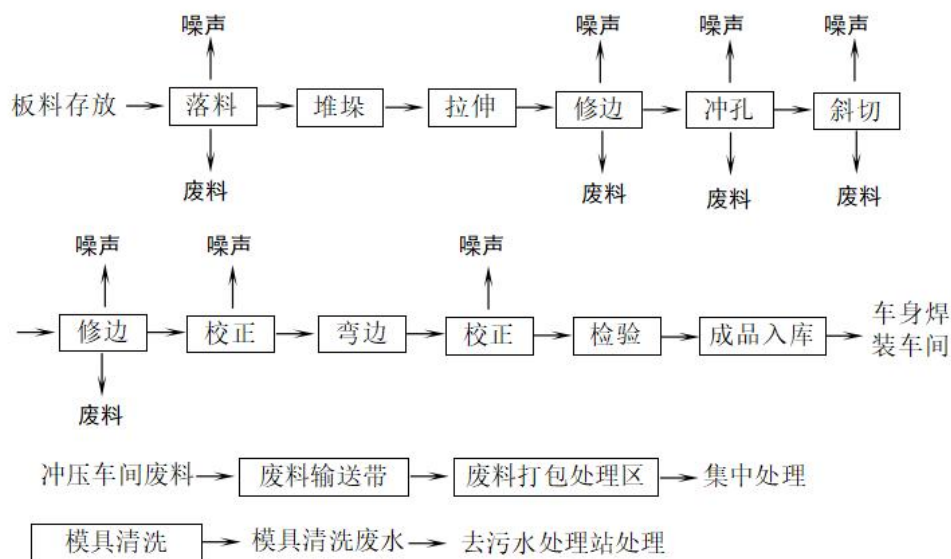 噪声 噪声 噪声 噪声
板料存放 落料 堆垛 拉伸 修边 冲孔 斜切
废料 废料 废料 废料
噪声 噪声 噪声
修边 校正 弯边 校正 检验 成品入库 车身焊
装车间
废料
冲压车间废料 废料输送带 废料打包处理区 集中处理
模具清洗 模具清洗废水 去污水处理站处理